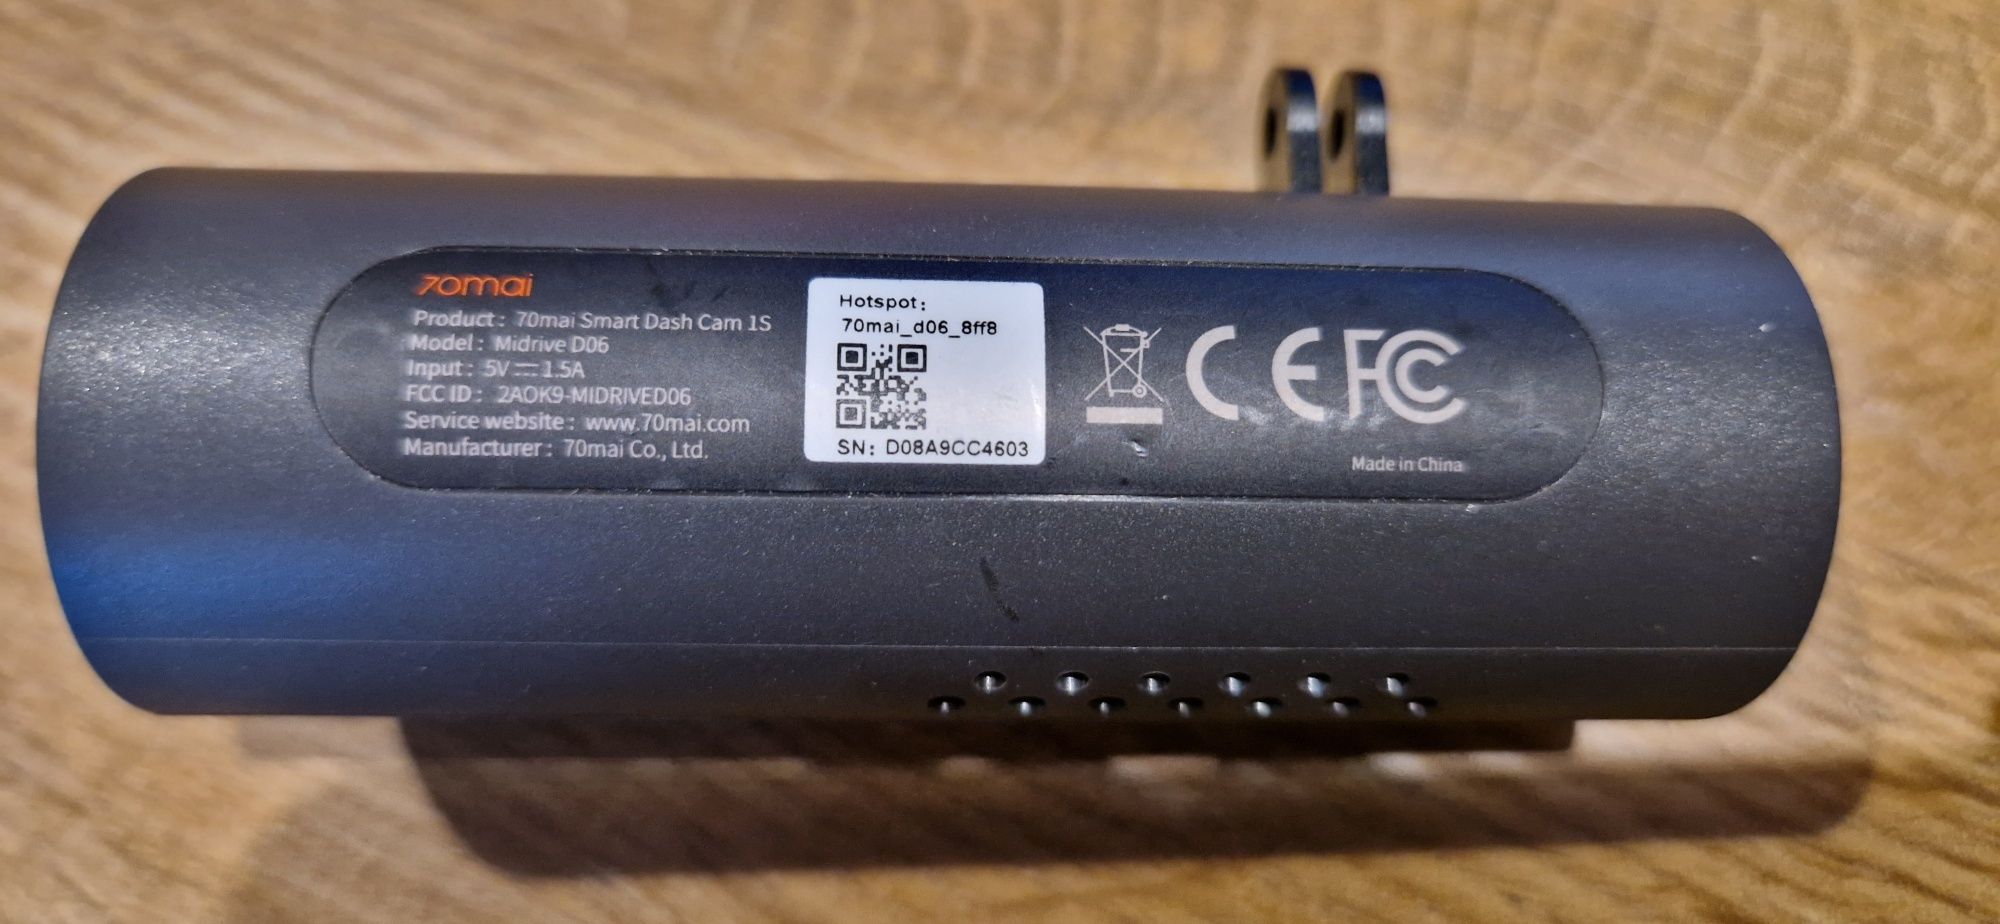 70mai
Product : 70mai Smart Dash Cam 1S
Model : Midrive D06
Input : 5V ⎓ 1.5A
FCC ID : 2AOK9-MIDRIVED06
Service website : www.70mai.com
Manufacturer : 70mai Co., Ltd.
Hotspot:
70mai_d06_8ff8
SN: D08A9CC4603
CE FC
Made in China